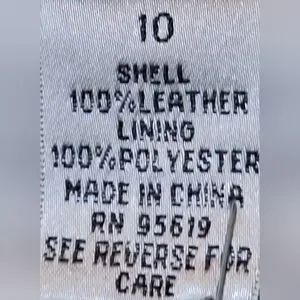 10
SHELL
100% LEATHER
LINING
100% POLYESTER
MADE IN CHINA
RN 95619
SEE REVERSE FOR
CARE